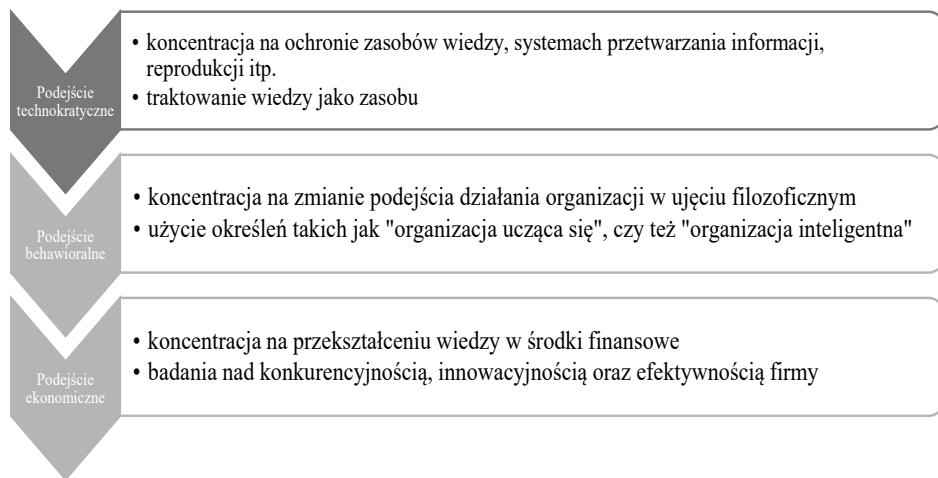 Podejście
technokratyczne
• koncentracja na ochronie zasobów wiedzy, systemach przetwarzania informacji,
reprodukcji itp.
• traktowanie wiedzy jako zasobu
Podejście
behawioralne
• koncentracja na zmianie podejścia działania organizacji w ujęciu filozoficznym
• użycie określeń takich jak "organizacja ucząca się", czy też "organizacja inteligentna"
Podejście
ekonomiczne
• koncentracja na przekształceniu wiedzy w środki finansowe
• badania nad konkurencyjnością, innowacyjnością oraz efektywnością firmy